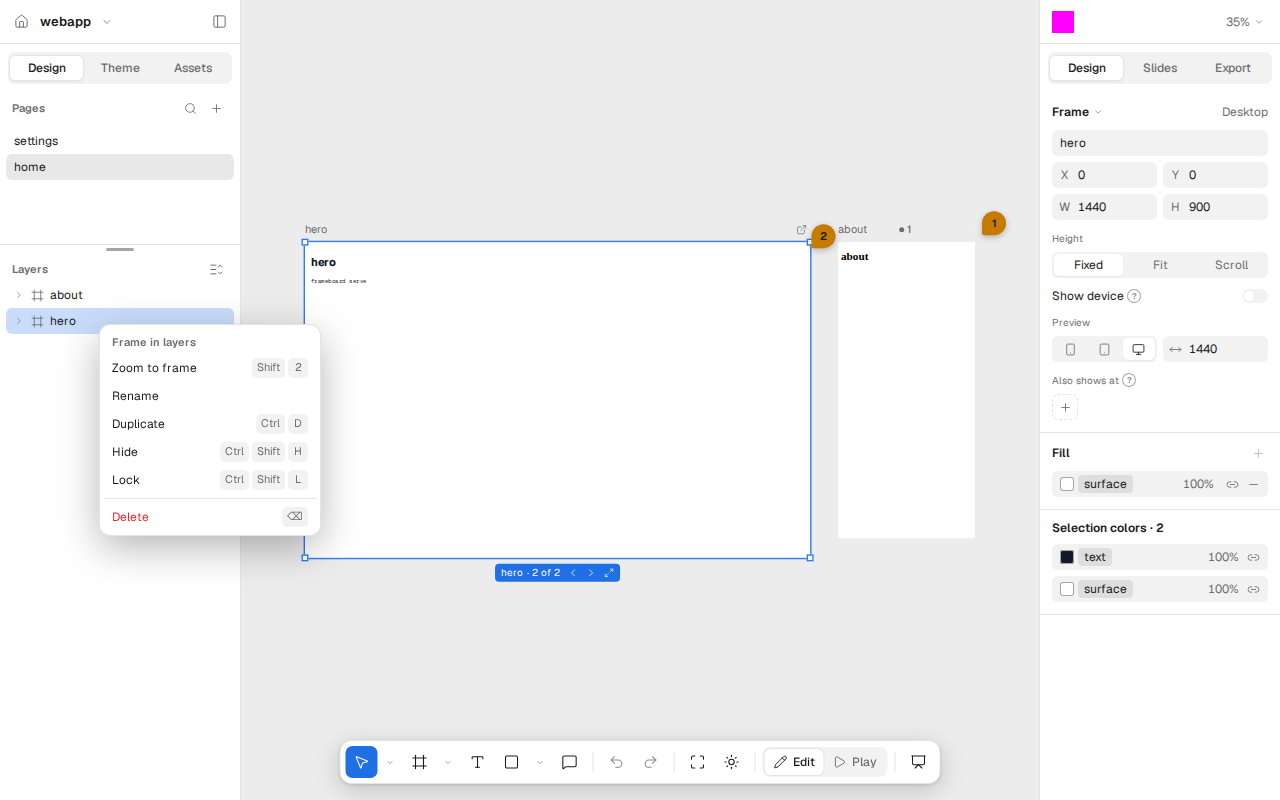 webapp
Design
Theme
Assets
Pages
settings
home
Layers
about
hero
Frame in layers
Zoom to frame
Shift
2
Rename
Duplicate
Ctrl
D
Hide
Ctrl
Shift
H
Lock
Ctrl
Shift
L
Delete
⌫
hero
2
about
1
1
hero
frameboard serve
about
hero · 2 of 2
Edit
Play
35%
Design
Slides
Export
Frame
Desktop
hero
X 0
Y 0
W 1440
H 900
Height
Fixed
Fit
Scroll
Show device ?
Preview
1440
Also shows at ?
Fill
surface
100%
Selection colors · 2
text
100%
surface
100%